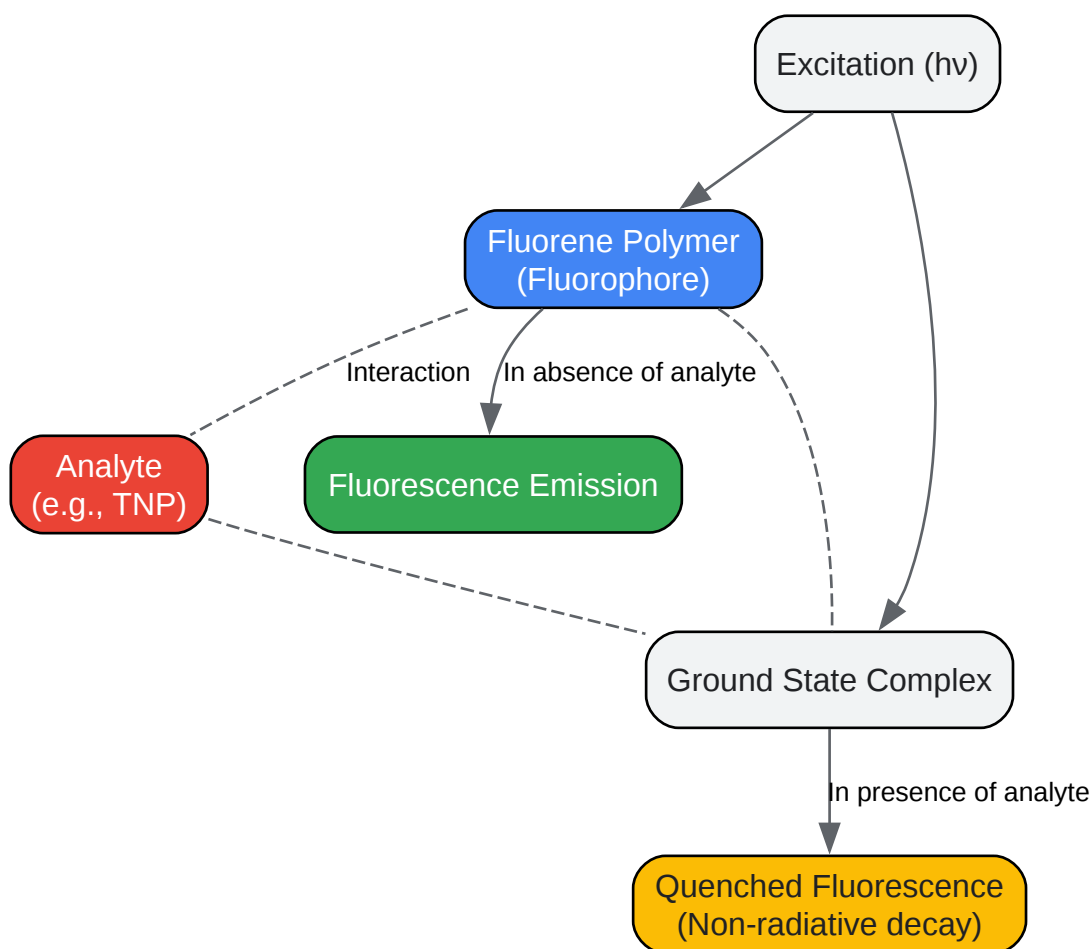 Excitation (hν)
Fluorene Polymer
(Fluorophore)
Interaction
In absence of analyte
Analyte
(e.g., TNP)
Fluorescence Emission
Ground State Complex
In presence of analyte
Quenched Fluorescence
(Non-radiative decay)